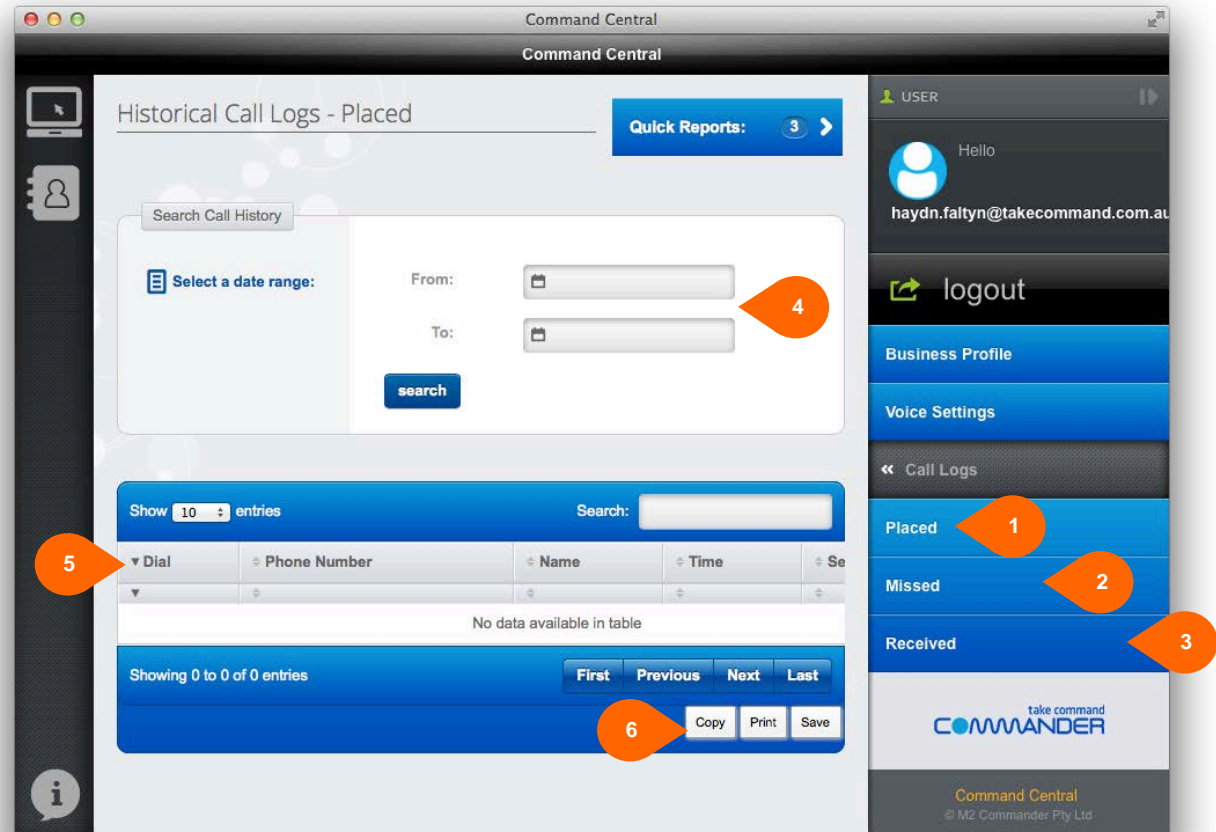 Command Central
Command Central
Historical Call Logs - Placed
Quick Reports: 3
Search Call History
Select a date range:
From:
To:
4
search
Show 10 entries
Search:
5
Dial Phone Number Name Time Se
No data available in table
Showing 0 to 0 of 0 entries
First Previous Next Last
6
Copy Print Save
USER
Hello
haydn.faltyn@takecommand.com.au
logout
Business Profile
Voice Settings
« Call Logs
Placed
1
Missed
2
Received
3
take command
COMMANDER
Command Central
© M2 Commander Pty Ltd